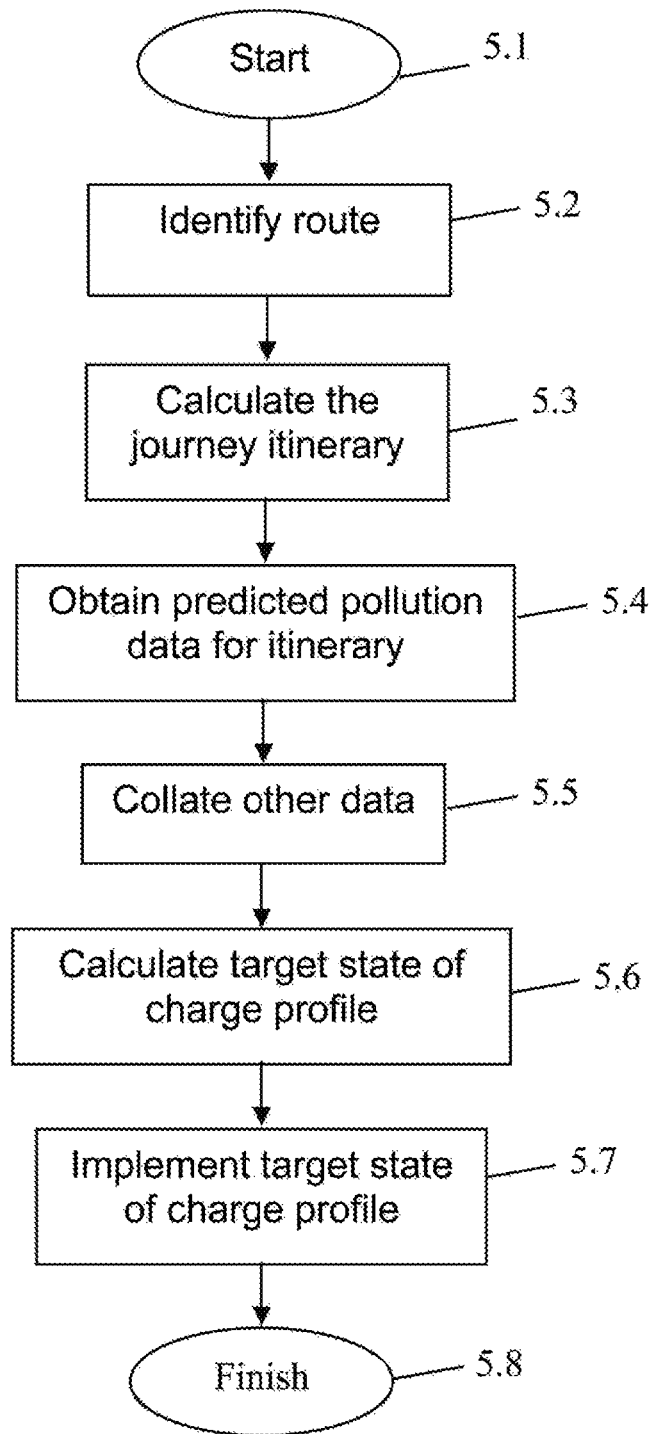 Start
5.1
Identify route
5.2
Calculate the
journey itinerary
5.3
Obtain predicted pollution
data for itinerary
5.4
Collate other data
5.5
Calculate target state of
charge profile
5.6
Implement target state
of charge profile
5.7
Finish
5.8